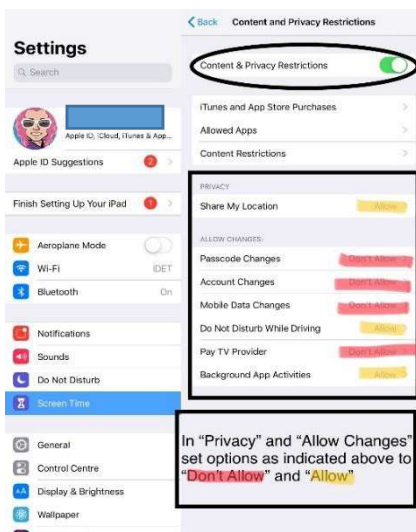 Settings
Search
Apple ID, iCloud, iTunes & App...
Apple ID Suggestions 2
Finish Setting Up Your iPad 1
Aeroplane Mode
Wi-Fi IDET
Bluetooth On
Notifications
Sounds
Do Not Disturb
Screen Time
General
Control Centre
Display & Brightness
Wallpaper
Back Content and Privacy Restrictions
Content & Privacy Restrictions
iTunes and App Store Purchases
Allowed Apps
Content Restrictions
PRIVACY
Share My Location Allow
ALLOW CHANGES:
Passcode Changes Don't Allow
Account Changes Don't Allow
Mobile Data Changes Don't Allow
Do Not Disturb While Driving Allow
Pay TV Provider Don't Allow
Background App Activities Allow
In “Privacy” and “Allow Changes”
set options as indicated above to
“Don't Allow” and “Allow”